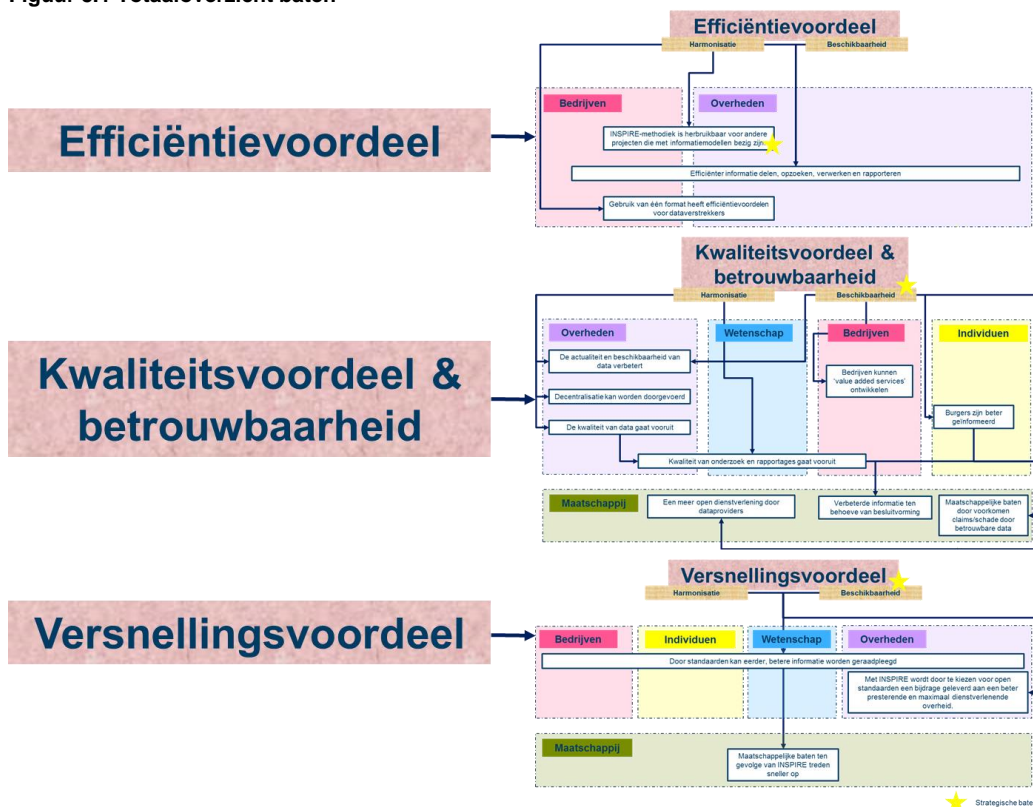 Efficiëntievoordeel
Harmonisatie
Beschikbaarheid
Bedrijven
Overheden
Efficiëntievoordeel
INSPIRE-methodiek is herbruikbaar voor andere
projecten die met informatiemodellen bezig zijn
Efficiënter informatie delen, opzoeken, verwerken en rapporteren
Gebruik van één format heeft efficiëntievoordelen
voor dataverstrekkers
Kwaliteitsvoordeel &
betrouwbaarheid
Harmonisatie
Beschikbaarheid
Overheden
Wetenschap
Bedrijven
Individuen
Kwaliteitsvoordeel &
betrouwbaarheid
De actualiteit en beschikbaarheid van
data verbetert
Bedrijven kunnen
'value added services'
ontwikkelen
Decentralisatie kan worden doorgevoerd
Burgers zijn beter
geïnformeerd
De kwaliteit van data gaat vooruit
Kwaliteit van onderzoek en rapportages gaat vooruit
Maatschappij
Een meer open dienstverlening door
dataproviders
Verbeterde informatie ten
behoeve van besluitvorming
Maatschappelijke baten
door voorkomen
claims/schade door
betrouwbare data
Versnellingsvoordeel
Harmonisatie
Beschikbaarheid
Versnellingsvoordeel
Bedrijven
Individuen
Wetenschap
Overheden
Door standaarden kan eerder, betere informatie worden geraadpleegd
Met INSPIRE wordt door te kiezen voor open
standaarden een bijdrage geleverd aan een beter
presterende en maximaal dienstverlenende
overheid.
Maatschappij
Maatschappelijke baten ten
gevolge van INSPIRE treden
sneller op
Strategische bate